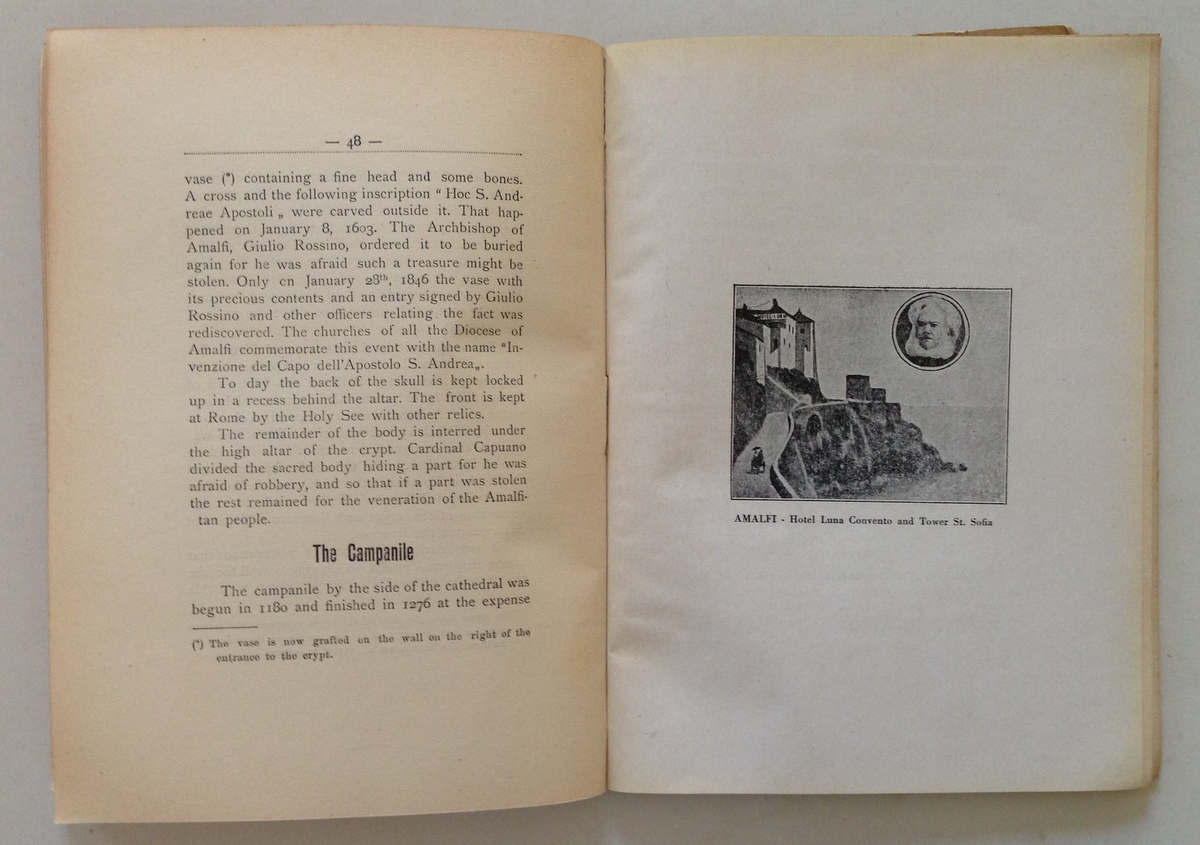 — 48 —
vase (*) containing a fine head and some bones.
A cross and the following inscription “ Hoc S. And-
reae Apostoli „ were carved outside it. That hap-
pened on January 8, 1603. The Archbishop of
Amalfi, Giulio Rossino, ordered it to be buried
again for he was afraid such a treasure might be
stolen. Only cn January 28th, 1846 the vase with
its precious contents and an entry signed by Giulio
Rossino and other officers relating the fact was
rediscovered. The churches of all the Diocese of
Amalfi commemorate this event with the name “In-
venzione del Capo dell'Apostolo S. Andrea„.
To day the back of the skull is kept locked
up in a recess behind the altar. The front is kept
at Rome by the Holy See with other relics.
The remainder of the body is interred under
the high altar of the crypt. Cardinal Capuano
divided the sacred body hiding a part for he was
afraid of robbery, and so that if a part was stolen
the rest remained for the veneration of the Amalfi-
tan people.
The Campanile
The campanile by the side of the cathedral was
begun in 1180 and finished in 1276 at the expense
(*) The vase is now grafted on the wall on the right of the
entrance to the crypt.
AMALFI - Hotel Luna Convento and Tower St. Sofia